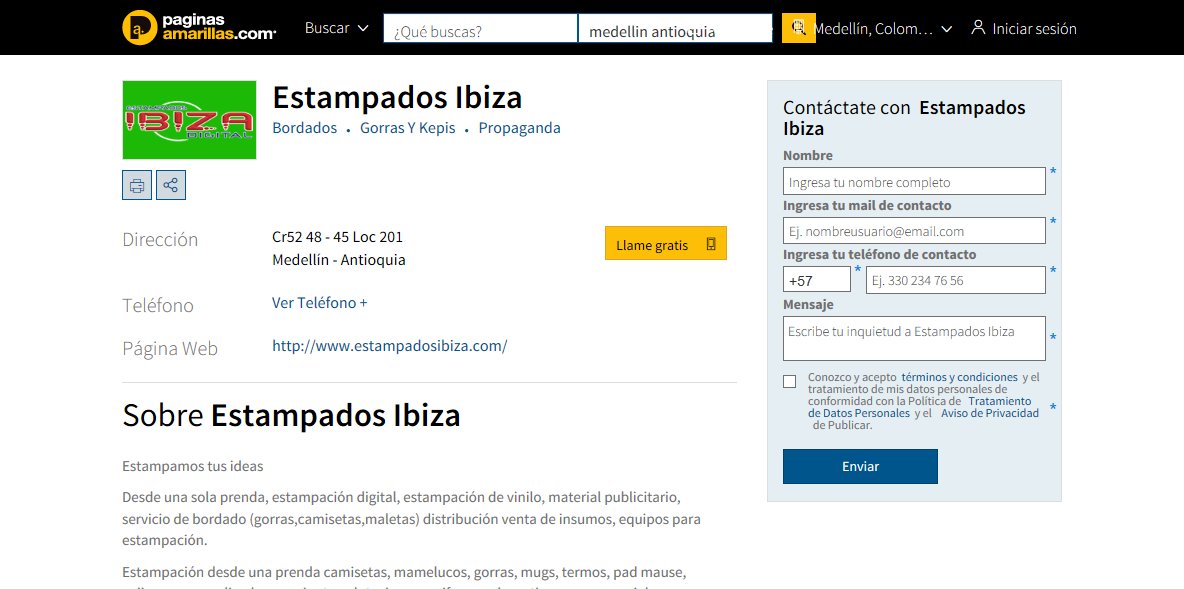 paginas
amarillas.com
Buscar
¿Qué buscas?
medellin antioquia
Medellín, Colom…
Iniciar sesión
ESTAMPADOS
IBIZA
DIGITAL
Estampados Ibiza
Bordados • Gorras Y Kepis • Propaganda
Dirección
Cr52 48 - 45 Loc 201
Medellín - Antioquia
Llame gratis
Teléfono
Ver Teléfono +
Página Web
http://www.estampadosibiza.com/
Sobre Estampados Ibiza
Estampamos tus ideas
Desde una sola prenda, estampación digital, estampación de vinilo, material publicitario,
servicio de bordado (gorras,camisetas,maletas) distribución venta de insumos, equipos para
estampación.
Estampación desde una prenda camisetas, mamelucos, gorras, mugs, termos, pad mause,
Contáctate con Estampados
Ibiza
Nombre
Ingresa tu nombre completo
*
Ingresa tu mail de contacto
Ej. nombreusuario@email.com
*
Ingresa tu teléfono de contacto
+57
*
Ej. 330 234 76 56
*
Mensaje
Escribe tu inquietud a Estampados Ibiza
*
Conozco y acepto términos y condiciones y el
tratamiento de mis datos personales de
conformidad con la Política de Tratamiento
de Datos Personales y el Aviso de Privacidad
de Publicar.
*
Enviar